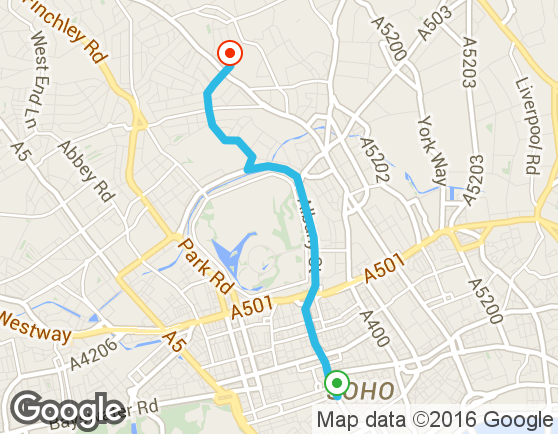 Finchley Rd
A5200
A503
A5203
West End Ln
Liverpool Rd
A5
Abbey Rd
York Way
A5202
A5203
Albany St
Park Rd
A501
A501
Westway
A5
A400
A5200
A4206
SOHO
Google
Rd
Map data ©2016 Google